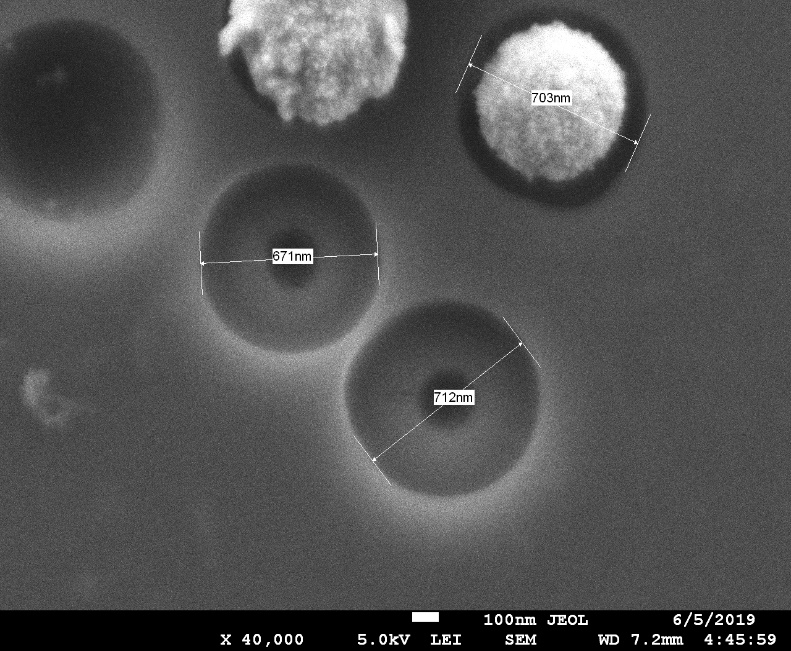 703nm
671nm
712nm
100nm JEOL 6/5/2019
X 40,000 5.0kV LEI SEM WD 7.2mm 4:45:59